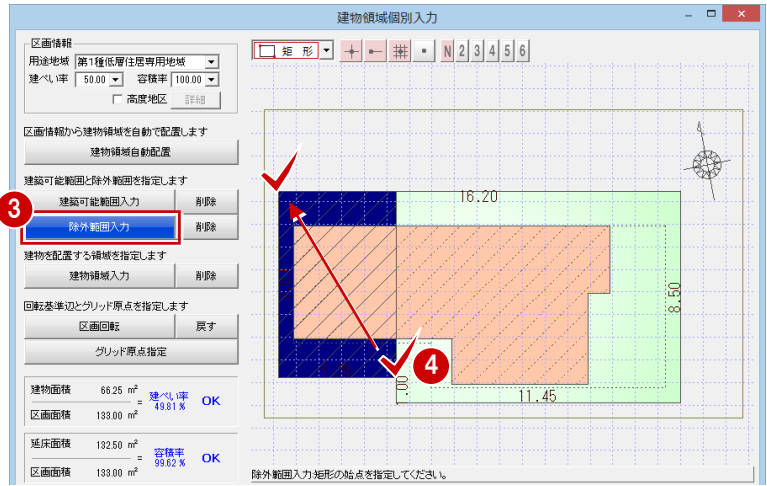 建物領域個別入力
区画情報
用途地域 第1種低層住居専用地域
建ぺい率 50.00 容積率 100.00
高度地区 詳細
区画情報から建物領域を自動で配置します
建物領域自動配置
建築可能範囲と除外範囲を指定します
建築可能範囲入力 削除
3
除外範囲入力 削除
建物を配置する領域を指定します
建物領域入力 削除
回転基準辺とグリッド原点を指定します
区画回転 戻す
グリッド原点指定
建物面積 66.25 m²
区画面積 133.00 m²
= 建ぺい率 49.81 % OK
延床面積 132.50 m²
区画面積 133.00 m²
= 容積率 99.62 % OK
矩 形 N 2 3 4 5 6
16.20
8.50
4
.00
11.45
除外範囲入力:矩形の始点を指定してください。